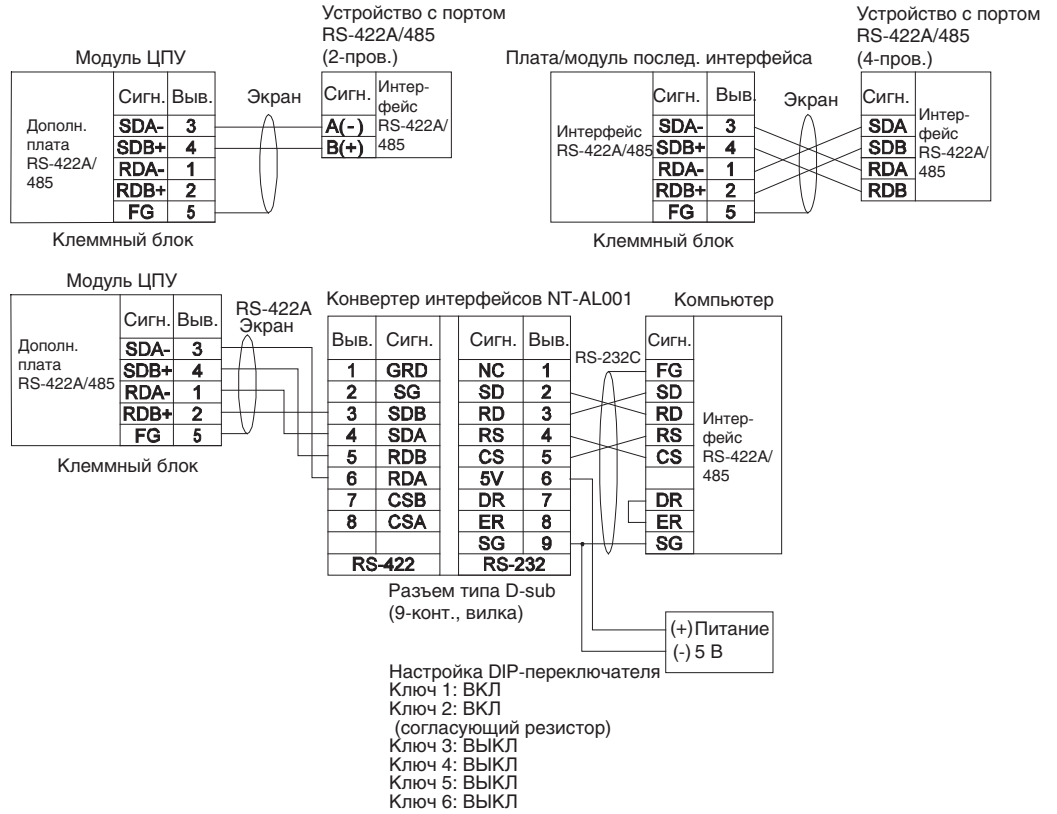 Модуль ЦПУ
Сигн. Выв.
Дополн.
плата
RS-422A/
485
SDA- 3
SDB+ 4
RDA- 1
RDB+ 2
FG 5
Клеммный блок
Экран
Устройство с портом
RS-422A/485
(2-пров.)
Сигн.
A(-)
B(+)
Интер-
фейс
RS-422A/
485
Плата/модуль послед. интерфейса
Сигн. Выв.
Интерфейс
RS-422A/485
SDA- 3
SDB+ 4
RDA- 1
RDB+ 2
FG 5
Клеммный блок
Экран
Устройство с портом
RS-422A/485
(4-пров.)
Сигн.
SDA
SDB
RDA
RDB
Интер-
фейс
RS-422A/
485
Модуль ЦПУ
Сигн. Выв.
Дополн.
плата
RS-422A/485
SDA- 3
SDB+ 4
RDA- 1
RDB+ 2
FG 5
Клеммный блок
RS-422A
Экран
Конвертер интерфейсов NT-AL001
Выв. Сигн. Сигн. Выв.
1 GRD NC 1
2 SG SD 2
3 SDB RD 3
4 SDA RS 4
5 RDB CS 5
6 RDA 5V 6
7 CSB DR 7
8 CSA ER 8
SG 9
RS-422 RS-232
Разъем типа D-sub
(9-конт., вилка)
RS-232C
Компьютер
Сигн.
FG
SD
RD
RS
CS
DR
ER
SG
Интер-
фейс
RS-422A/
485
(+) Питание
(-) 5 В
Настройка DIP-переключателя
Ключ 1: ВКЛ
Ключ 2: ВКЛ
(согласующий резистор)
Ключ 3: ВЫКЛ
Ключ 4: ВЫКЛ
Ключ 5: ВЫКЛ
Ключ 6: ВЫКЛ